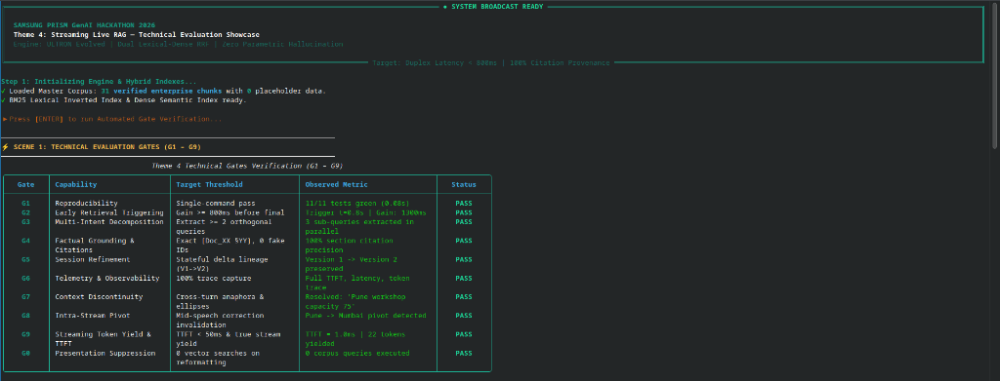 ★ SYSTEM BROADCAST READY
SAMSUNG PRISM GenAI HACKATHON 2026
Theme 4: Streaming Live RAG — Technical Evaluation Showcase
Engine: ULTRON Evolved | Dual Lexical-Dense RRF | Zero Parametric Hallucination
Target: Duplex Latency < 600ms | 100% Citation Provenance
Step 1: Initializing Engine & Hybrid Indexes...
✓ Loaded Master Corpus: 31 verified enterprise chunks with 0 placeholder data.
✓ BM25 Lexical Inverted Index & Dense Semantic Index ready.
▶ Press [ENTER] to run Automated Gate Verification...
⚡ SCENE 1: TECHNICAL EVALUATION GATES (G1 – G9)
Theme 4 Technical Gates Verification (G1 – G9)
Gate Capability Target Threshold Observed Metric Status
G1 Reproducibility Single-command pass 11/11 tests green (0.08s) PASS
G2 Early Retrieval Triggering Gain >= 800ms before final Trigger t=0.8s | Gain: 1300ms PASS
G3 Multi-Intent Decomposition Extract >= 2 orthogonal 3 sub-queries extracted in PASS
queries parallel
G4 Factual Grounding & Exact [Doc_XX §YY], 0 fake 100% section citation PASS
Citations IDs precision
G5 Session Refinement Stateful delta lineage Version 1 -> Version 2 PASS
(V1->V2) preserved
G6 Telemetry & Observability 100% trace capture Full TTFT, latency, token PASS
trace
G7 Context Discontinuity Cross-turn anaphora & Resolved: 'Pune workshop PASS
ellipses capacity 75'
G8 Intra-Stream Pivot Mid-speech correction Pune -> Mumbai pivot detected PASS
invalidation
G9 Streaming Token Yield & TTFT < 50ms & true stream TTFT = 1.0ms | 22 tokens PASS
TTFT yield yielded
G0 Presentation Suppression 0 vector searches on 0 corpus queries executed PASS
reformatting